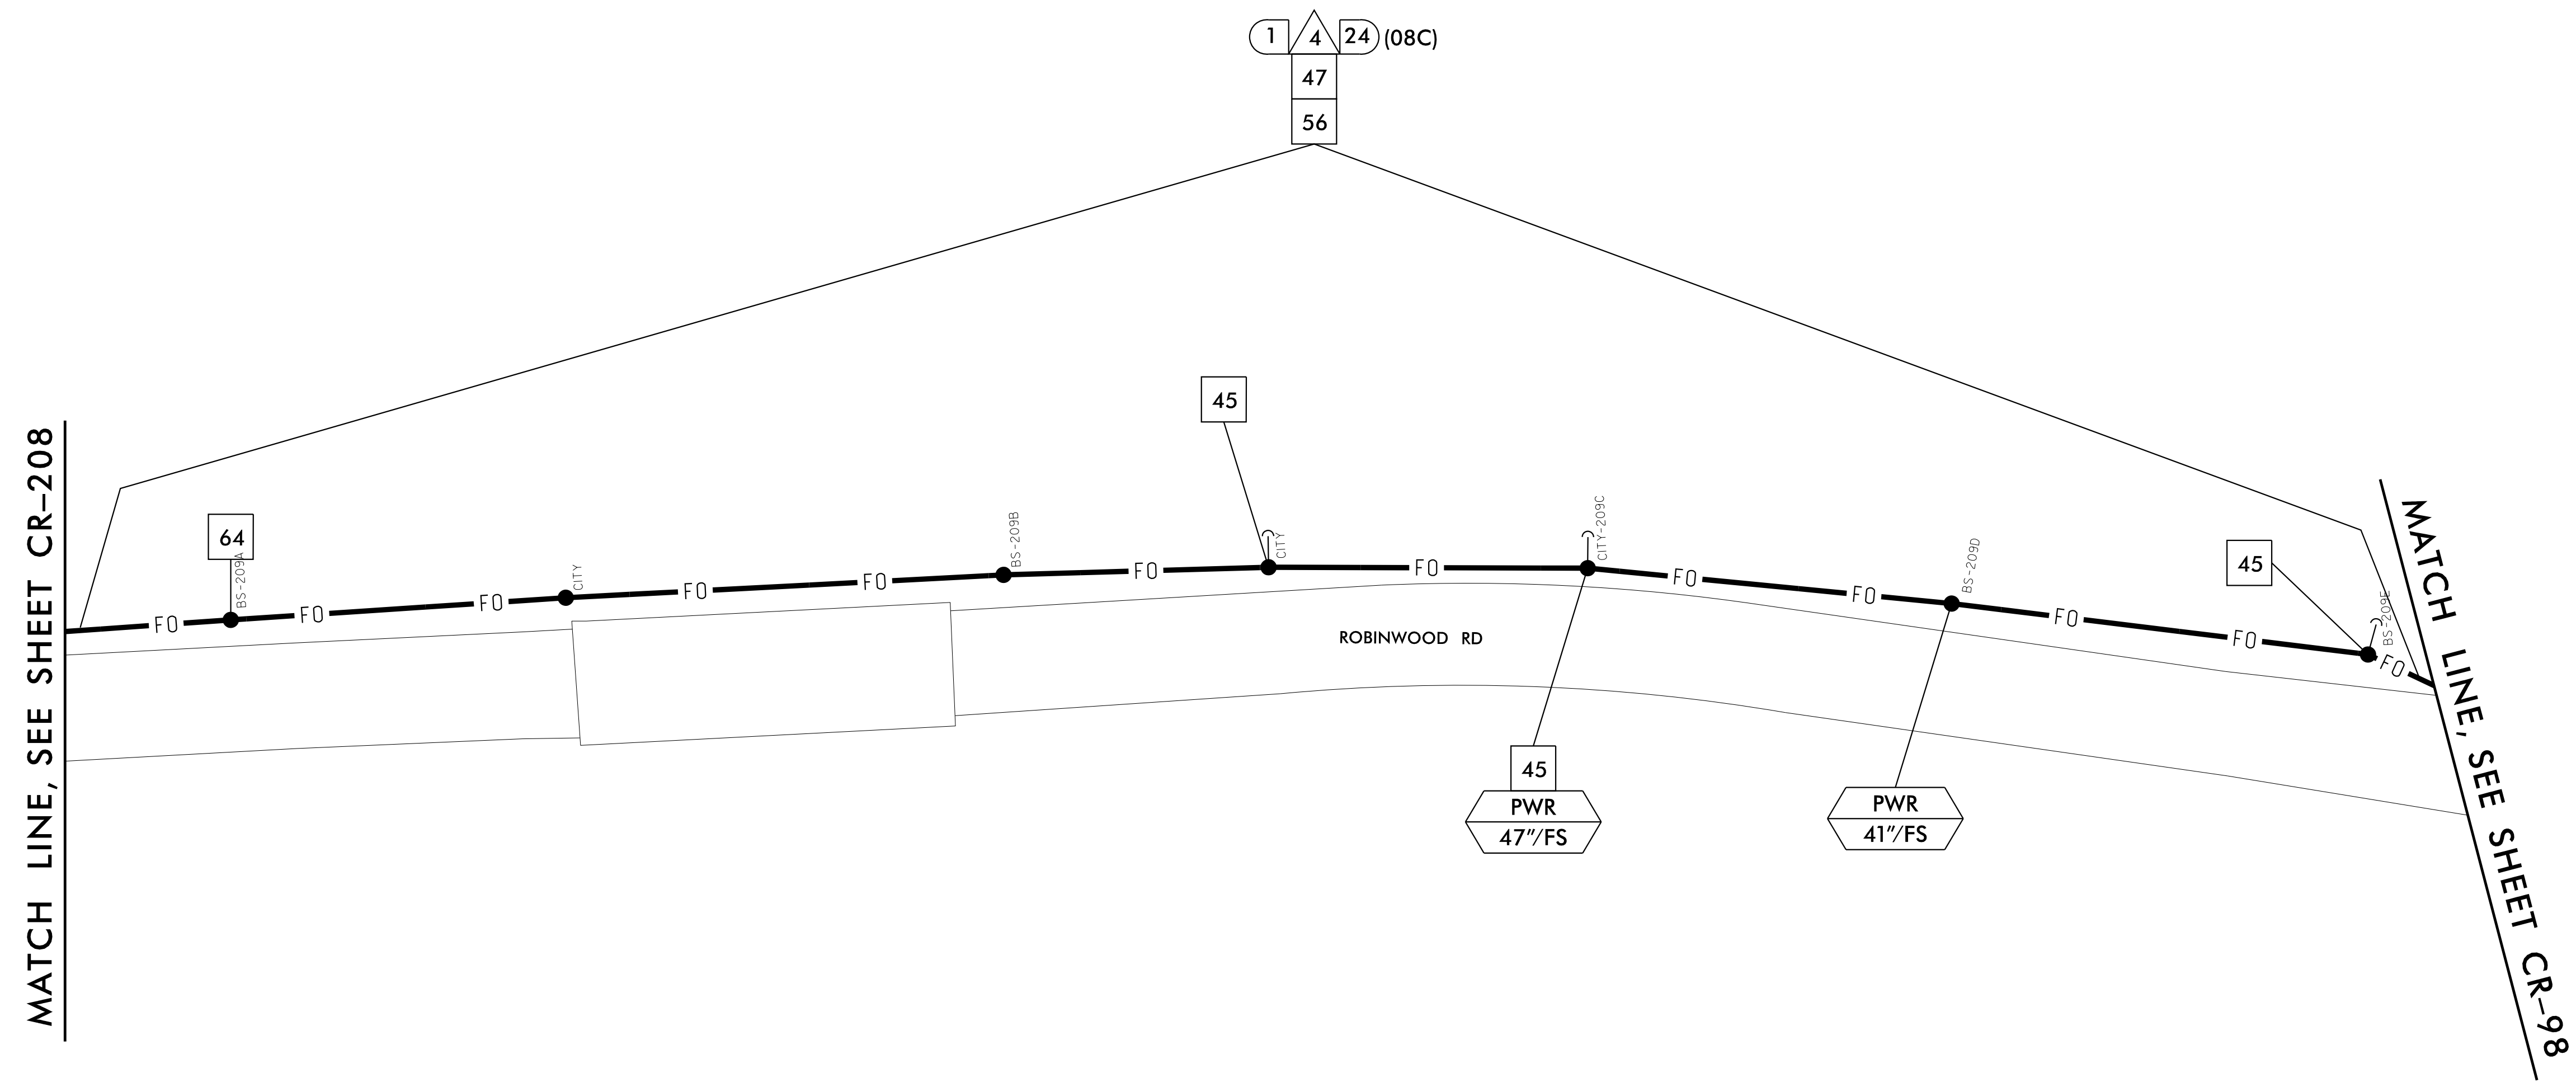 1 4 24 (08C)
47
56
MATCH LINE, SEE SHEET CR-208
64
BS-209A
CITY
BS-209B
45
CITY
CITY-209C
BS-209D
45
BS-209E
MATCH LINE, SEE SHEET CR-98
FO FO FO FO FO FO FO FO FO FO FO FO
ROBINWOOD RD
45
PWR
47"/FS
PWR
41"/FS